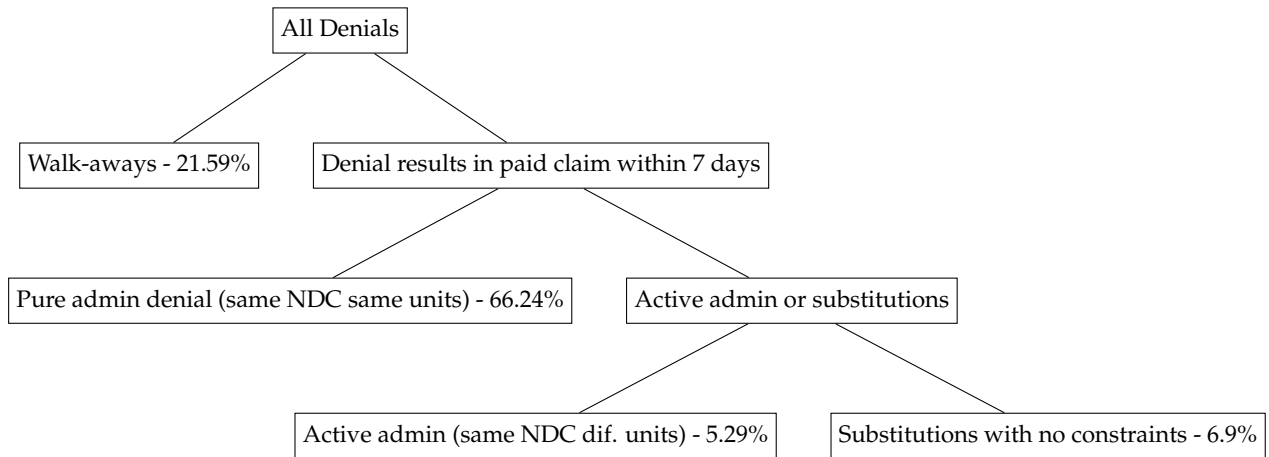 All Denials
Walk-aways - 21.59%
Denial results in paid claim within 7 days
Pure admin denial (same NDC same units) - 66.24%
Active admin or substitutions
Active admin (same NDC dif. units) - 5.29%
Substitutions with no constraints - 6.9%